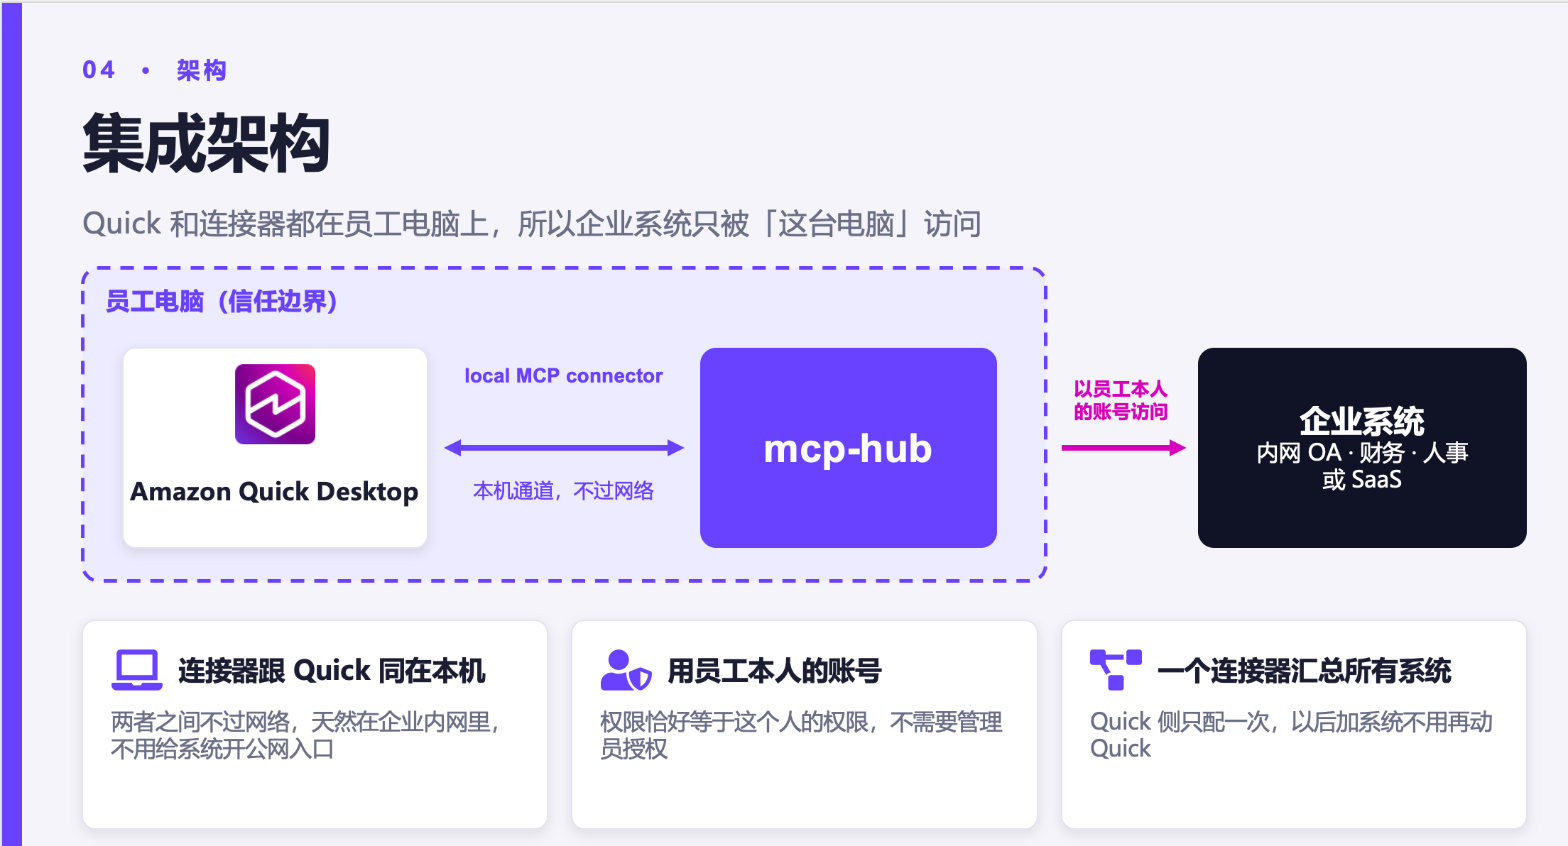 04 · 架构
集成架构
Quick 和连接器都在员工电脑上，所以企业系统只被「这台电脑」访问
员工电脑（信任边界）
Amazon Quick Desktop
local MCP connector
本机通道，不过网络
mcp-hub
以员工本人
的账号访问
企业系统
内网 OA · 财务 · 人事
或 SaaS
连接器跟 Quick 同在本机
两者之间不过网络，天然在企业内网里，
不用给系统开公网入口
用员工本人的账号
权限恰好等于这个人的权限，不需要管理
员授权
一个连接器汇总所有系统
Quick 侧只配一次，以后加系统不用再动
Quick